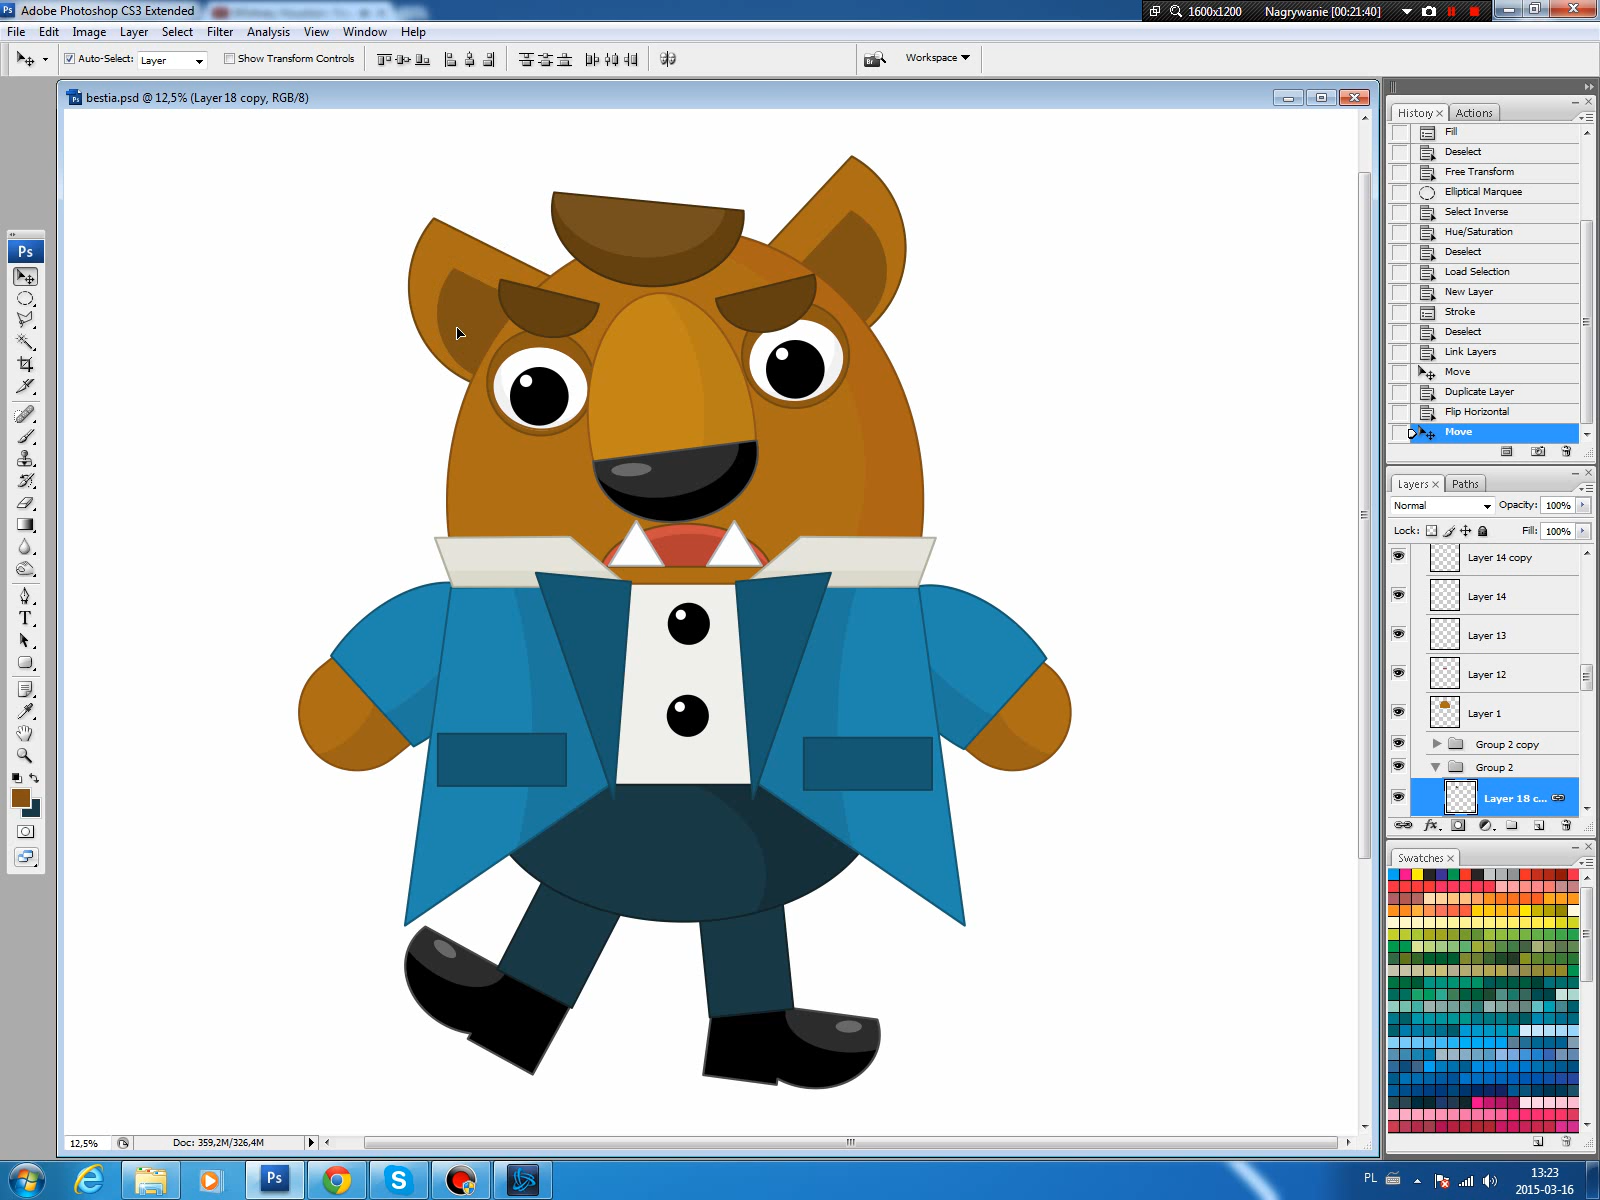 Adobe Photoshop CS3 Extended
1600x1200
Nagrywanie [00:21:40]
File Edit Image Layer Select Filter Analysis View Window Help
Auto-Select: Layer
Show Transform Controls
Workspace
bestia.psd @ 12,5% (Layer 18 copy, RGB/8)
Ps
T
History Actions
Fill
Deselect
Free Transform
Elliptical Marquee
Select Inverse
Hue/Saturation
Deselect
Load Selection
New Layer
Stroke
Deselect
Link Layers
Move
Duplicate Layer
Flip Horizontal
Move
Layers Paths
Normal Opacity: 100%
Lock: Fill: 100%
Layer 14 copy
Layer 14
Layer 13
Layer 12
Layer 1
Group 2 copy
Group 2
Layer 18 c...
Swatches
12,5% Doc: 359,2M/326,4M
Ps
PL
13:23
2015-03-16